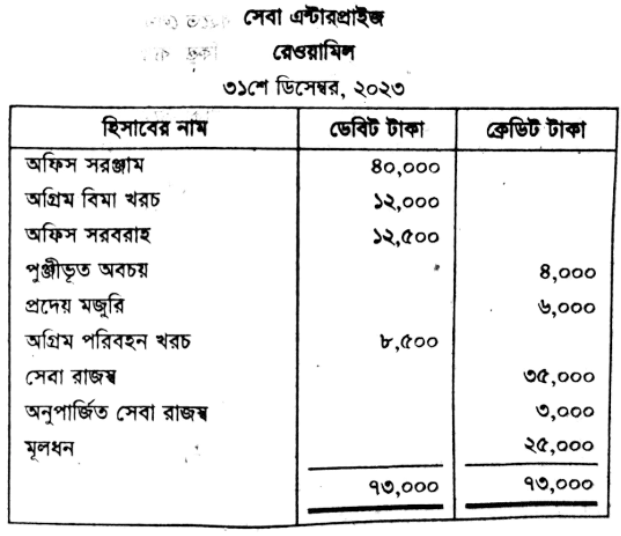 সেবা এন্টারপ্রাইজ
রেওয়ামিল
৩১শে ডিসেম্বর, ২০২৩
হিসাবের নাম ডেবিট টাকা ক্রেডিট টাকা
অফিস সরঞ্জাম ৪০,০০০
অগ্রিম বিমা খরচ ১২,০০০
অফিস সরবরাহ ১২,৫০০
পুঞ্জীভূত অবচয় ৪,০০০
প্রদেয় মজুরি ৬,০০০
অগ্রিম পরিবহন খরচ ৮,৫০০
সেবা রাজস্ব ৩৫,০০০
অনুপার্জিত সেবা রাজস্ব ৩,০০০
মূলধন ২৫,০০০
৭৩,০০০ ৭৩,০০০